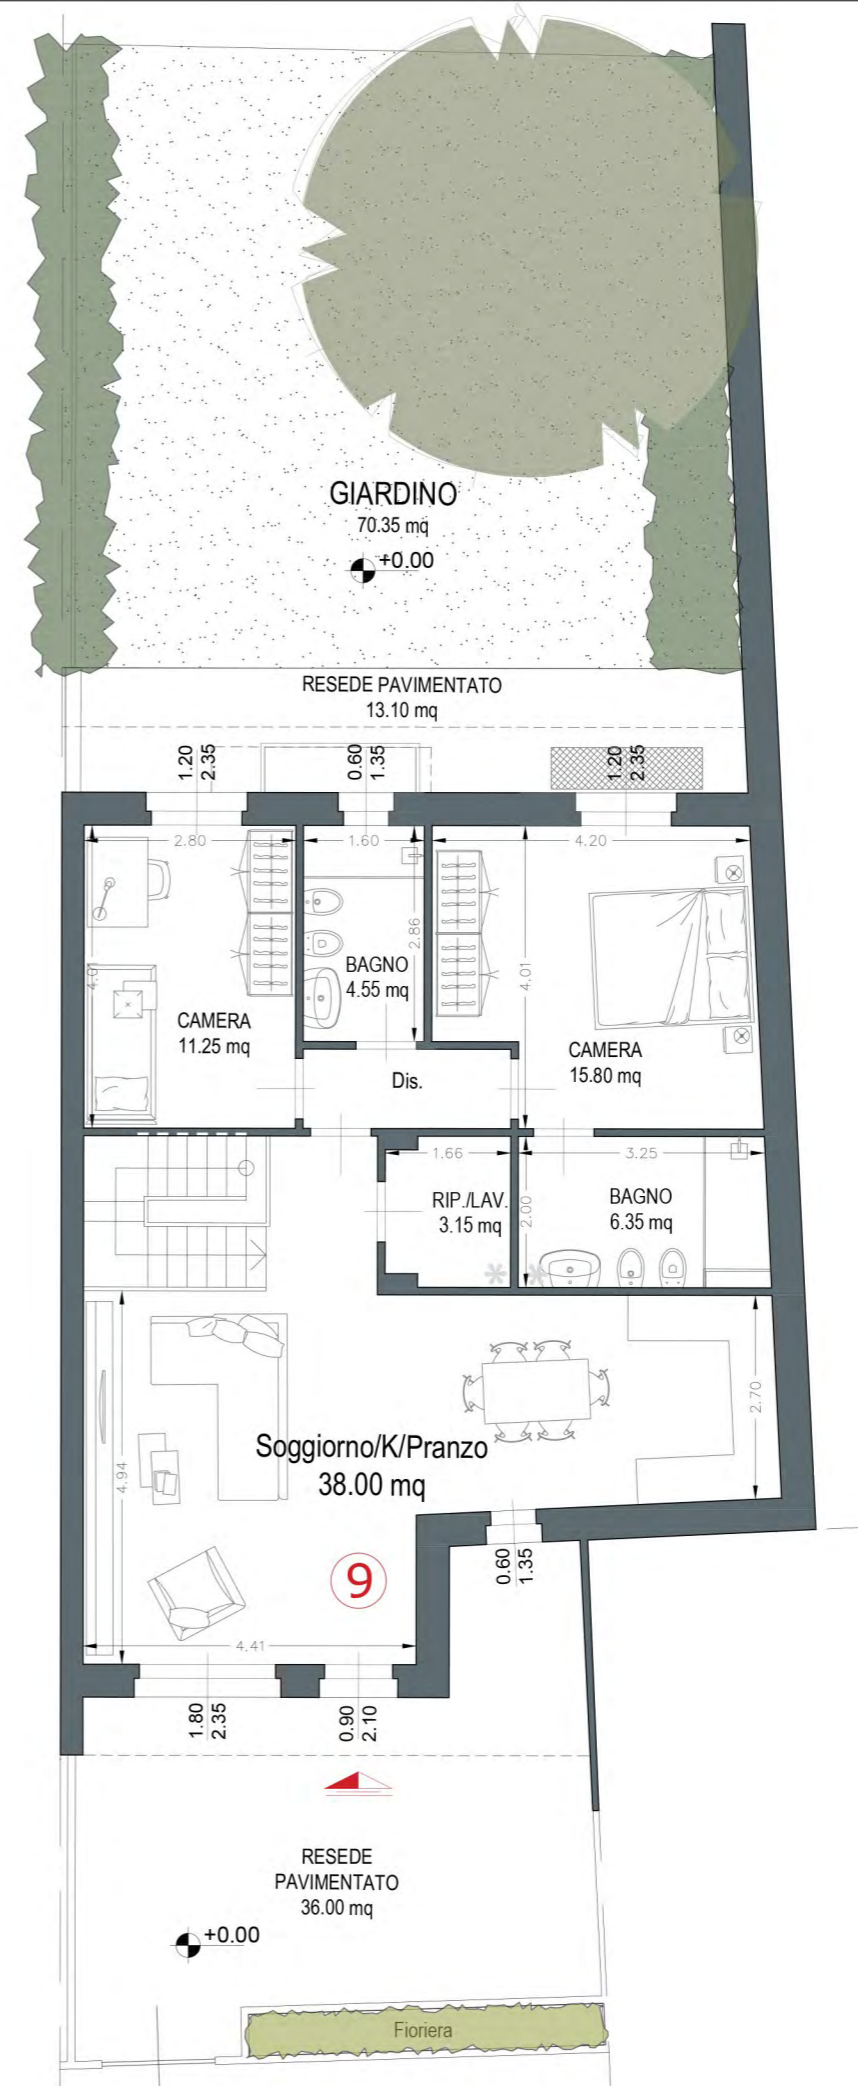 GIARDINO
70.35 mq
+0.00
RESEDE PAVIMENTATO
13.10 mq
1.20
2.35
0.60
1.35
1.20
2.35
2.80
1.60
4.20
4.01
2.86
4.01
BAGNO
4.55 mq
CAMERA
11.25 mq
CAMERA
15.80 mq
Dis.
1.66
3.25
RIP./LAV.
3.15 mq
2.00
BAGNO
6.35 mq
2.70
Soggiorno/K/Pranzo
38.00 mq
4.94
9
0.60
1.35
4.41
1.80
2.35
0.90
2.10
RESEDE
PAVIMENTATO
36.00 mq
+0.00
Fioriera